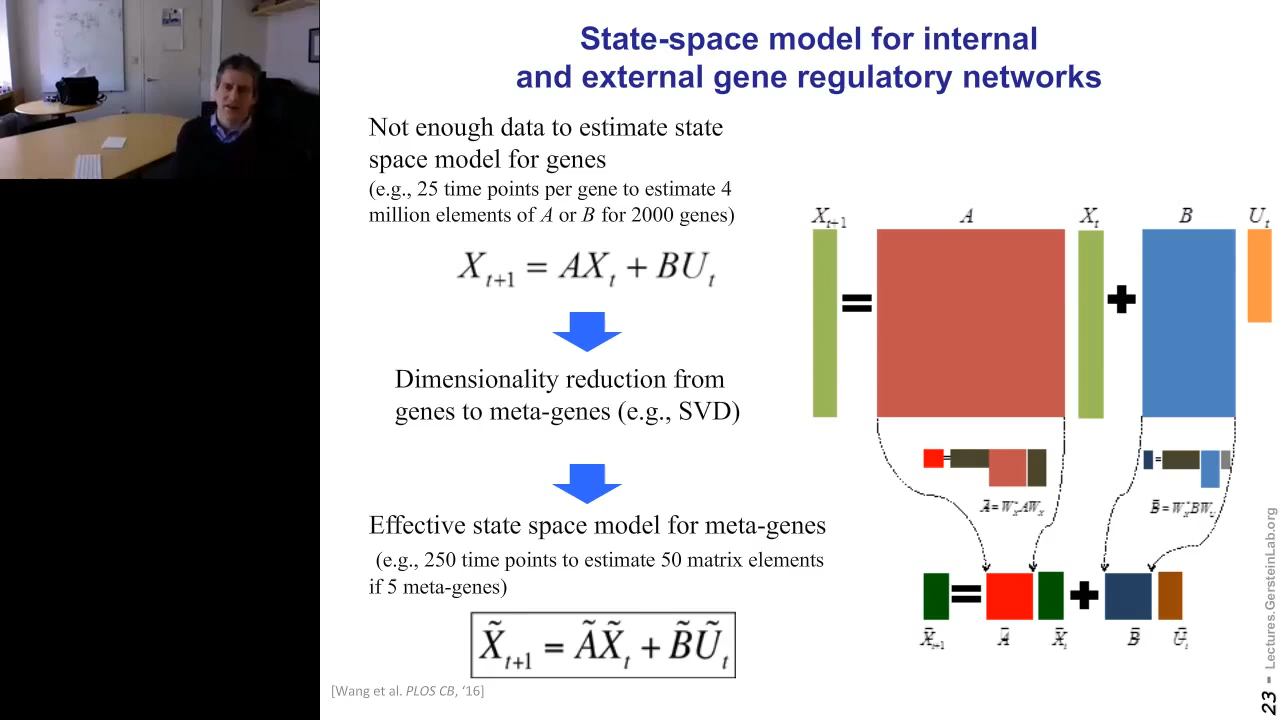 State-space model for internal
and external gene regulatory networks
Not enough data to estimate state
space model for genes
(e.g., 25 time points per gene to estimate 4
million elements of A or B for 2000 genes)
X_{t+1} = AX_t + BU_t
Dimensionality reduction from
genes to meta-genes (e.g., SVD)
Effective state space model for meta-genes
(e.g., 250 time points to estimate 50 matrix elements
if 5 meta-genes)
X̃_{t+1} = ÃX̃_t + B̃Ũ_t
[Wang et al. PLOS CB, ‘16]
X_{t+1} A X_t B U_t
= +
= =
Ã = W_X^* A W_X B̃ = W_X^* B W_U
= +
X̃_{t+1} Ã X̃_t B̃ Ũ_t
23 - Lectures.GersteinLab.org